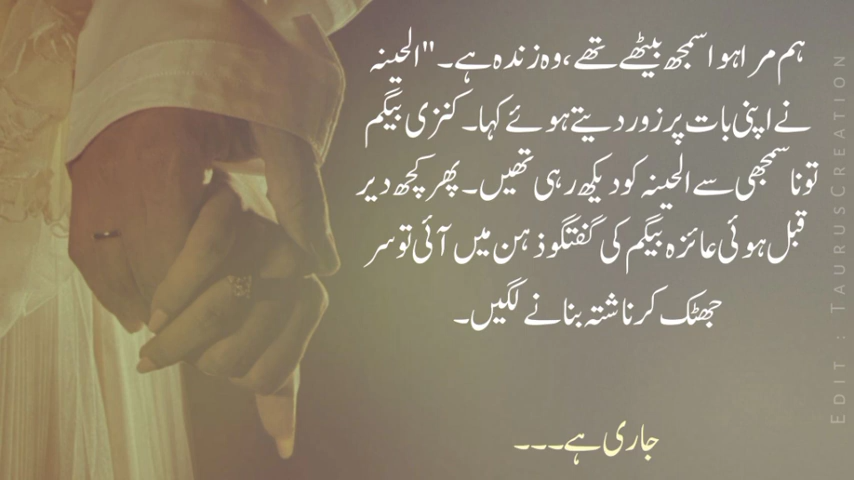 ہم مرا ہوا سمجھ بیٹھے تھے، وہ زندہ ہے۔" الحینہ
نے اپنی بات پر زور دیتے ہوئے کہا۔ کنزی بیگم
تو نا سمجھی سے الحینہ کو دیکھ رہی تھیں۔ پھر کچھ دیر
قبل ہوئی عائزہ بیگم کی گفتگو ذہن میں آئی تو سر
جھٹک کر ناشتہ بنانے لگیں۔
جاری ہے۔۔۔
EDIT : TAURUSCREATION